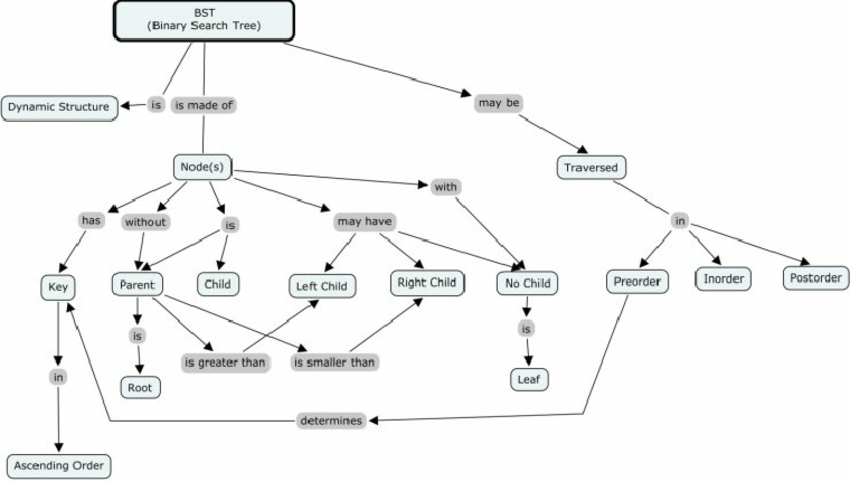 BST
(Binary Search Tree)
Dynamic Structure
is
is made of
may be
Node(s)
Traversed
with
has
without
is
may have
in
Key
Parent
Child
Left Child
Right Child
No Child
Preorder
Inorder
Postorder
is
is greater than
is smaller than
is
in
Root
Leaf
determines
Ascending Order